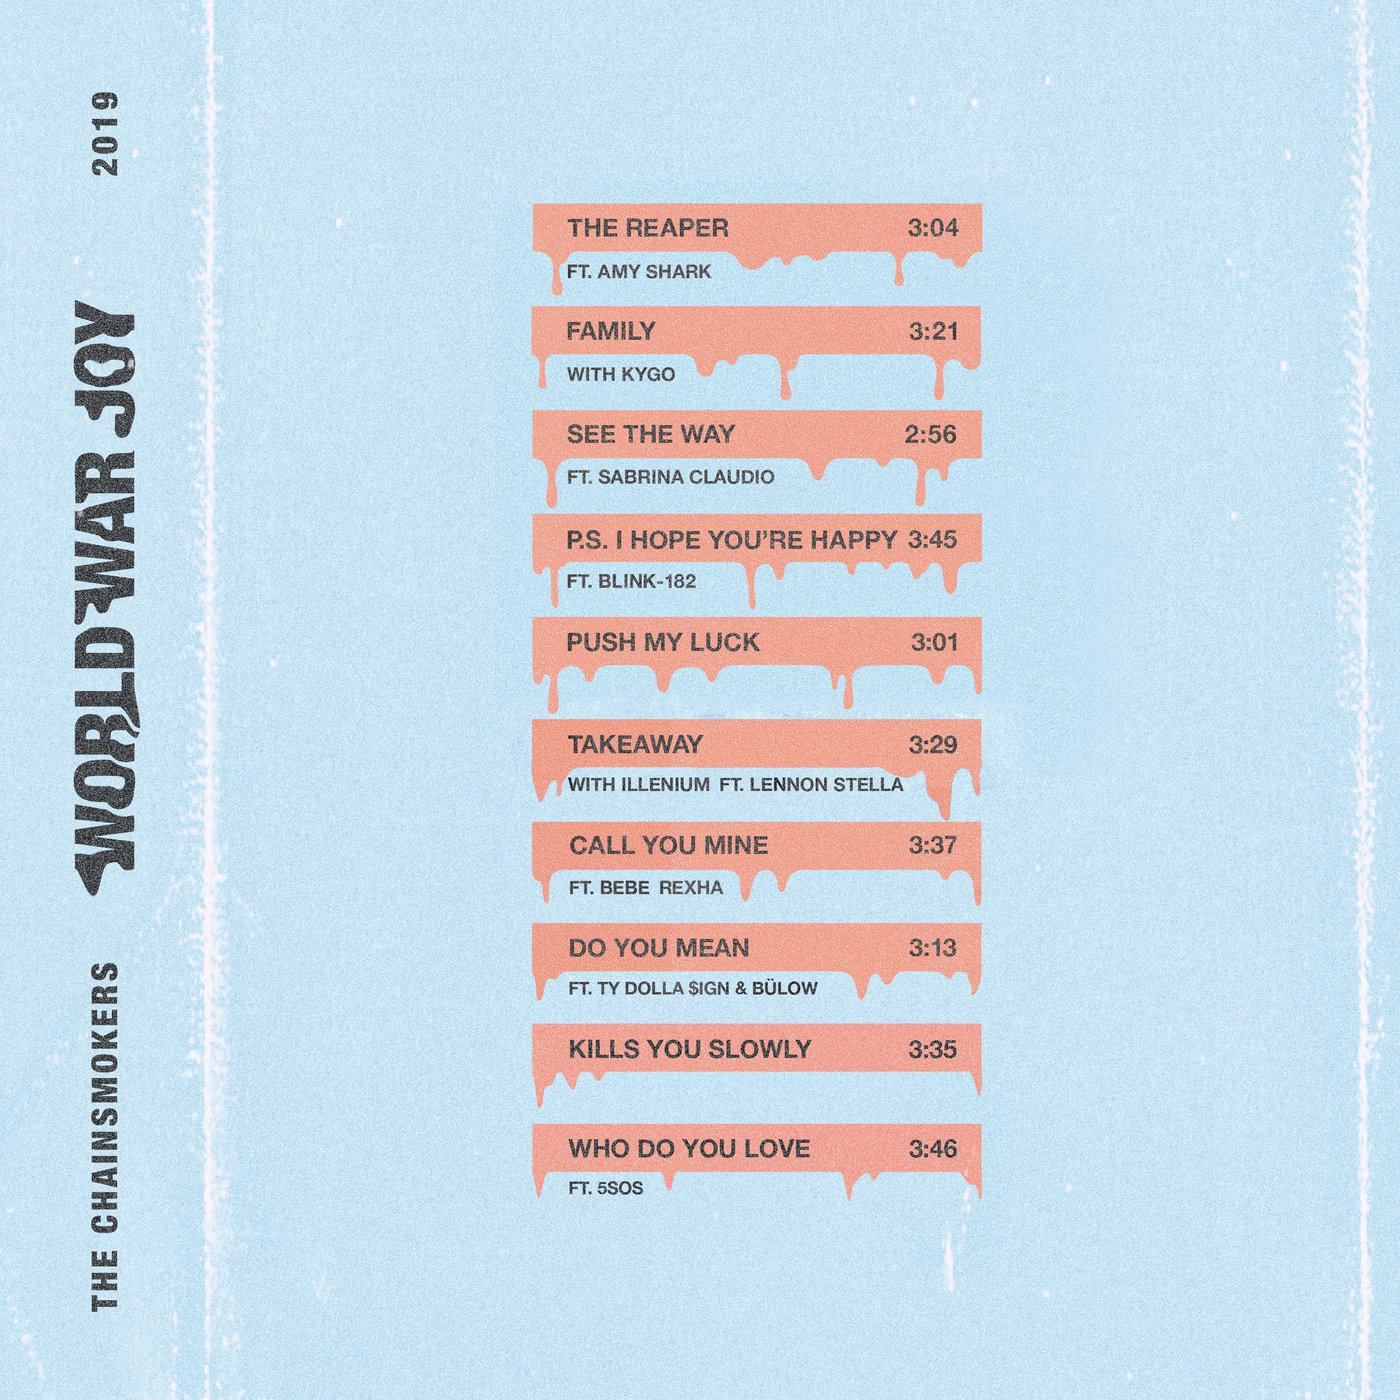 THE CHAINSMOKERS
WORLD WAR JOY
2019
THE REAPER 3:04
FT. AMY SHARK
FAMILY 3:21
WITH KYGO
SEE THE WAY 2:56
FT. SABRINA CLAUDIO
P.S. I HOPE YOU'RE HAPPY 3:45
FT. BLINK-182
PUSH MY LUCK 3:01
TAKEAWAY 3:29
WITH ILLENIUM FT. LENNON STELLA
CALL YOU MINE 3:37
FT. BEBE REXHA
DO YOU MEAN 3:13
FT. TY DOLLA $IGN & BÜLOW
KILLS YOU SLOWLY 3:35
WHO DO YOU LOVE 3:46
FT. 5SOS